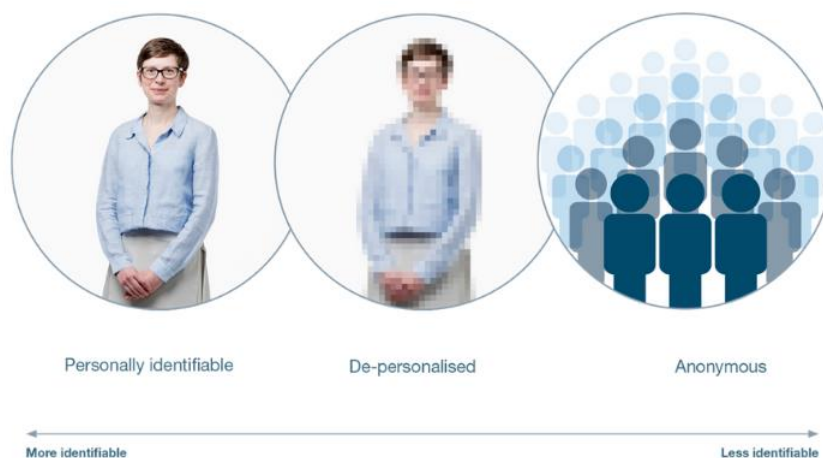 Personally identifiable
De-personalised
Anonymous
More identifiable
Less identifiable